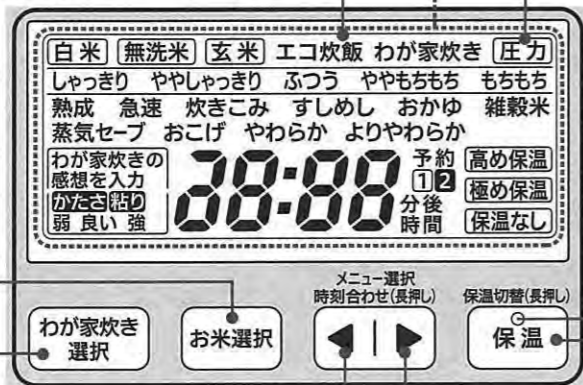 白米 無洗米 玄米 エコ炊飯 わが家炊き 圧力
しゃっきり ややしゃっきり ふつう ややもちもち もちもち
熟成 急速 炊きこみ すしめし おかゆ 雑穀米
蒸気セーブ おこげ やわらか よりやわらか
わが家炊きの
感想を入力
かたさ 粘り
弱 良い 強
38:88
予約
1 2
分後
時間
高め保温
極め保温
保温なし
メニュー選択
時刻合わせ(長押し)
保温切替(長押し)
わが家炊き
選択
お米選択
◀ | ▶
保温